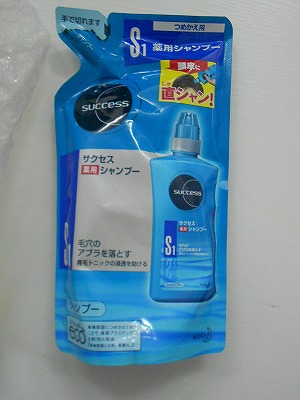 手で切れます
つめかえ用
S1 薬用シャンプー
頭皮に
直シャン!
success
サクセス
薬用シャンプー
success
サクセス
薬用シャンプー
S1
毛穴の
アブラを落とす
育毛トニックの浸透を助ける
シャンプー
eco
Kao